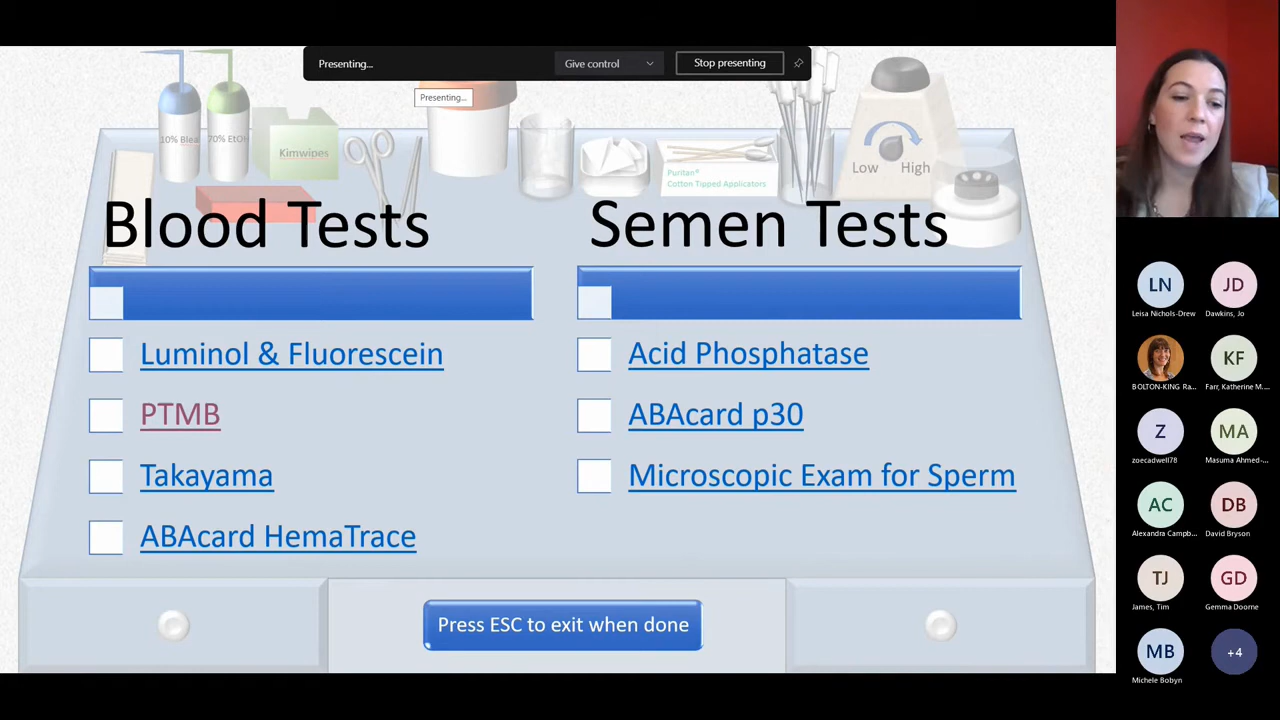 Presenting...
Give control
Stop presenting
Presenting...
10% Blea
70% EtOH
Kimwipes
Puritan®
Cotton Tipped Applicators
Low High
Blood Tests
Semen Tests
Luminol & Fluorescein
PTMB
Takayama
ABAcard HemaTrace
Acid Phosphatase
ABAcard p30
Microscopic Exam for Sperm
Press ESC to exit when done
LN
Leisa Nichols-Drew
JD
Dawkins, Jo
BOLTON-KING Ra...
KF
Farr, Katherine M....
Z
zoecadwell78
MA
Masuma Ahmed-...
AC
Alexandra Campb...
DB
David Bryson
TJ
James, Tim
GD
Gemma Doorne
MB
Michele Bobyn
+4